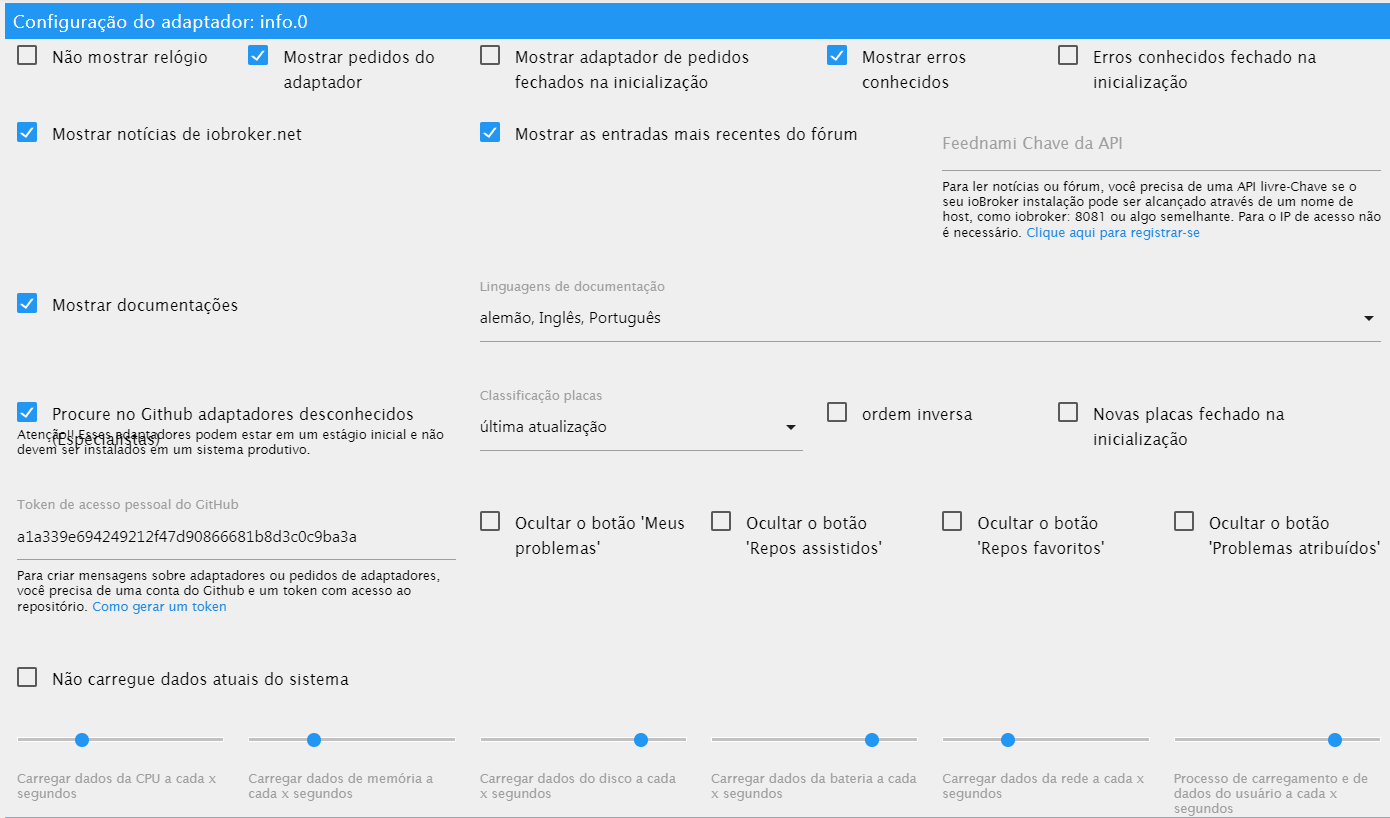 Configuração do adaptador: info.0
Não mostrar relógio
Mostrar pedidos do
adaptador
Mostrar adaptador de pedidos
fechados na inicialização
Mostrar erros
conhecidos
Erros conhecidos fechado na
inicialização
Mostrar notícias de iobroker.net
Mostrar as entradas mais recentes do fórum
Feednami Chave da API
Para ler notícias ou fórum, você precisa de uma API livre-Chave se o
seu ioBroker instalação pode ser alcançado através de um nome de
host, como iobroker: 8081 ou algo semelhante. Para o IP de acesso não
é necessário. Clique aqui para registrar-se
Mostrar documentações
Linguagens de documentação
alemão, Inglês, Português
Procure no Github adaptadores desconhecidos
(Especialistas)
Atenção!! Esses adaptadores podem estar em um estágio inicial e não
devem ser instalados em um sistema produtivo.
Classificação placas
última atualização
ordem inversa
Novas placas fechado na
inicialização
Token de acesso pessoal do GitHub
a1a339e694249212f47d90866681b8d3c0c9ba3a
Para criar mensagens sobre adaptadores ou pedidos de adaptadores,
você precisa de uma conta do Github e um token com acesso ao
repositório. Como gerar um token
Ocultar o botão 'Meus
problemas'
Ocultar o botão
'Repos assistidos'
Ocultar o botão
'Repos favoritos'
Ocultar o botão
'Problemas atribuídos'
Não carregue dados atuais do sistema
Carregar dados da CPU a cada x
segundos
Carregar dados de memória a
cada x segundos
Carregar dados do disco a cada
x segundos
Carregar dados da bateria a cada
x segundos
Carregar dados da rede a cada x
segundos
Processo de carregamento e de
dados do usuário a cada x
segundos